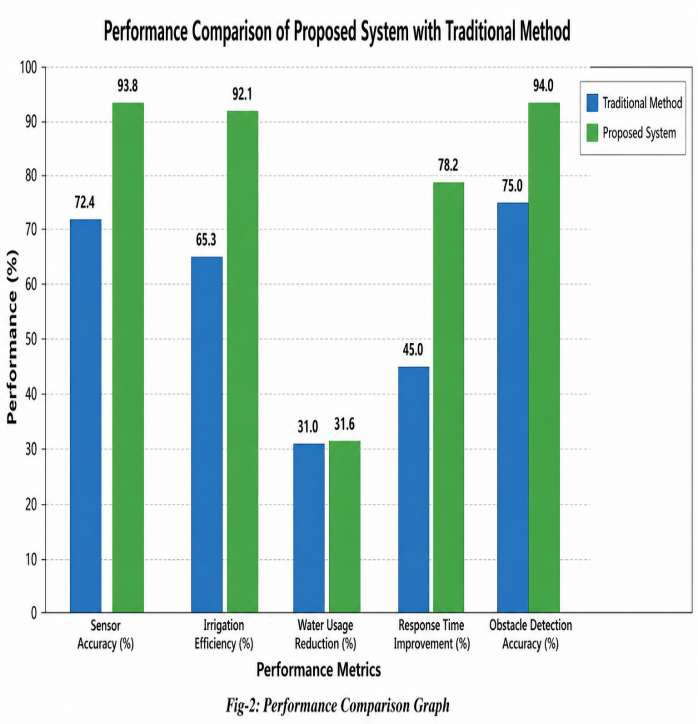 Performance Comparison of Proposed System with Traditional Method
Traditional Method
Proposed System
Performance (%)
100
90
80
70
60
50
40
30
20
10
0
72.4
93.8
65.3
92.1
31.0
31.6
45.0
78.2
75.0
94.0
Sensor
Accuracy (%)
Irrigation
Efficiency (%)
Water Usage
Reduction (%)
Response Time
Improvement (%)
Obstacle Detection
Accuracy (%)
Performance Metrics
Fig-2: Performance Comparison Graph